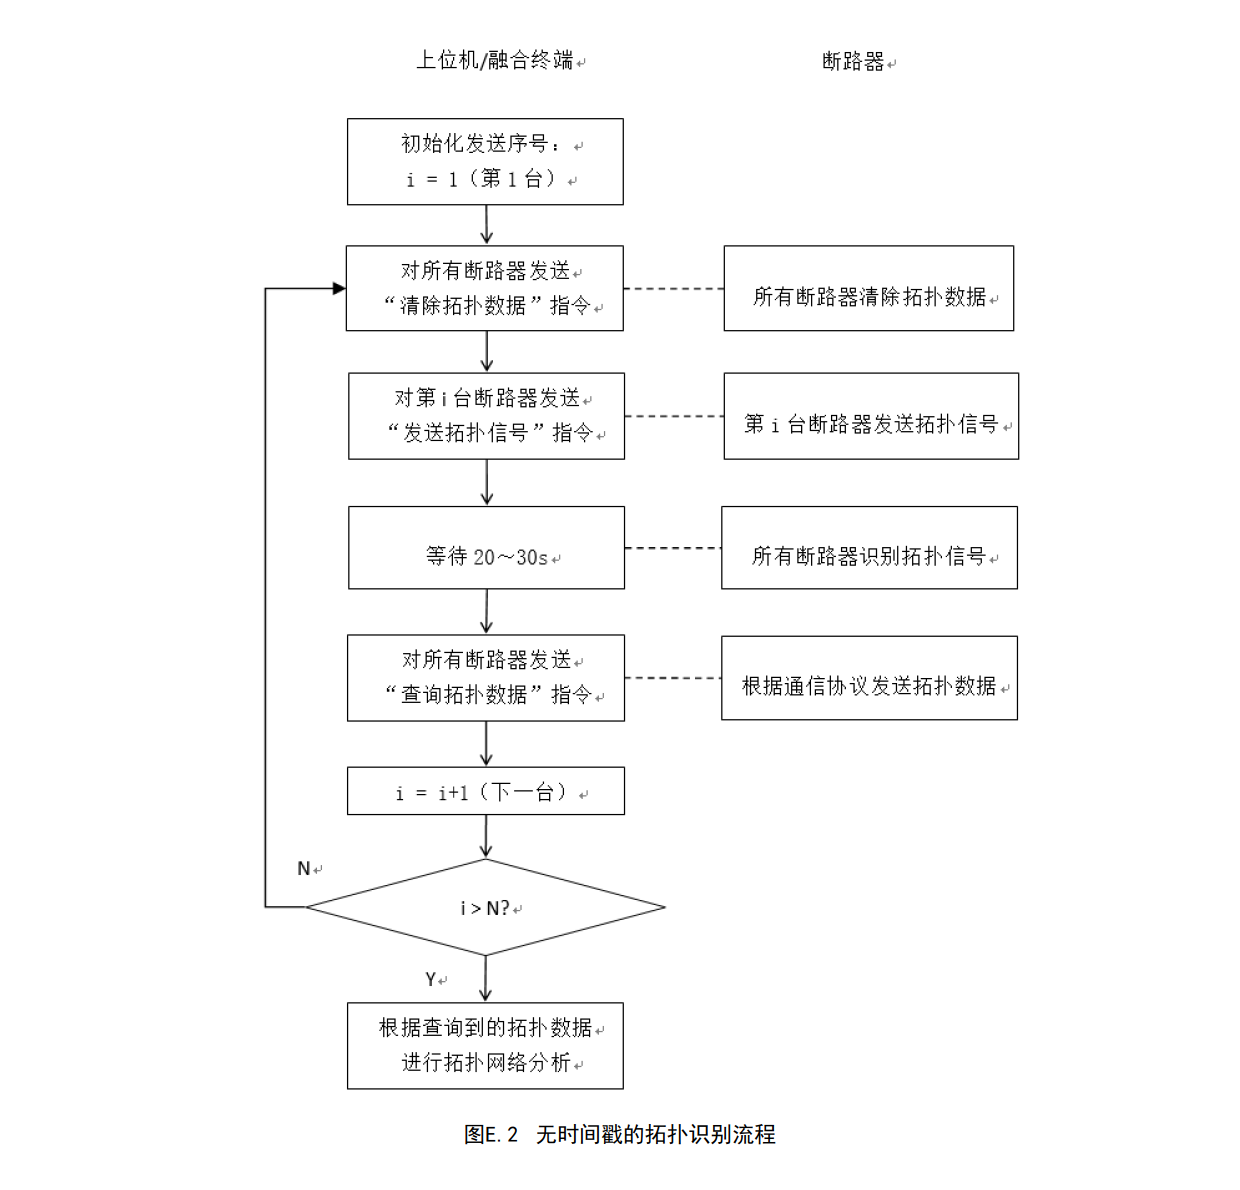 上位机/融合终端
断路器
初始化发送序号：
i = 1（第1台）
对所有断路器发送
“清除拓扑数据”指令
所有断路器清除拓扑数据
对第i台断路器发送
“发送拓扑信号”指令
第i台断路器发送拓扑信号
等待20～30s
所有断路器识别拓扑信号
对所有断路器发送
“查询拓扑数据”指令
根据通信协议发送拓扑数据
i = i+1（下一台）
N
i > N?
Y
根据查询到的拓扑数据
进行拓扑网络分析
图E.2 无时间戳的拓扑识别流程